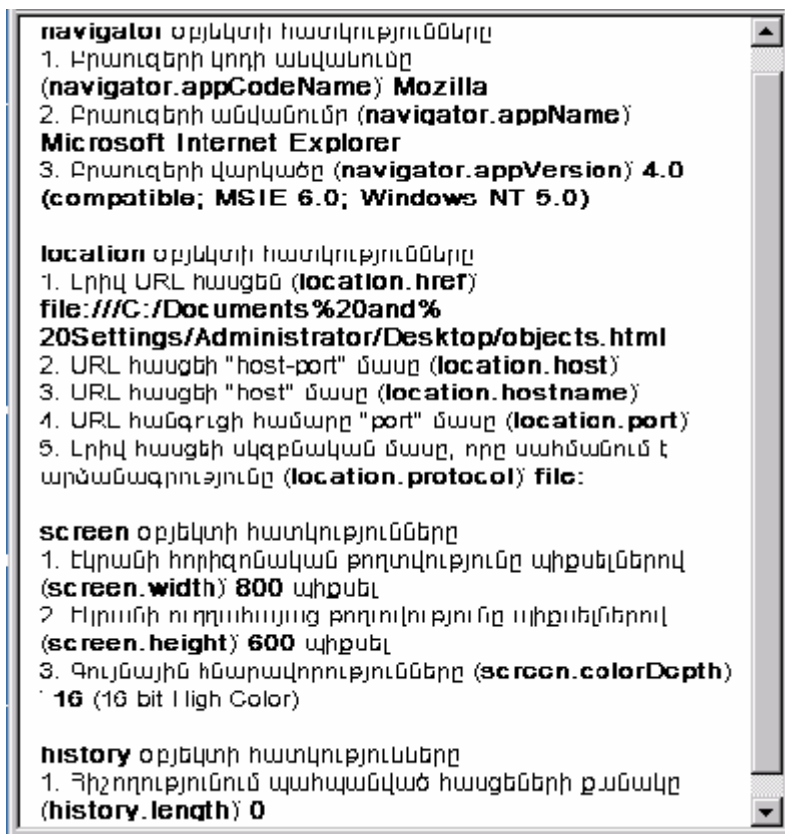 navigator օբյեկտի հատկությունները
1. Բրաուզերի կոդի անվանունը
(navigator.appCodeName)՝ Mozilla
2. Բրաուզերի անվանումը (navigator.appName)՝
Microsoft Internet Explorer
3. Բրաուզերի վարկածը (navigator.appVersion)՝ 4.0
(compatible; MSIE 6.0; Windows NT 5.0)
location օբյեկտի հատկությունները
1. Լրիվ URL հասցեն (location.href)՝
file:///C:/Documents%20and%
20Settings/Administrator/Desktop/objects.html
2. URL հասցեի "host-port" մասը (location.host)՝
3. URL հասցեի "host" մասը (location.hostname)՝
4. URL հանգույցի համարը "port" մասը (location.port)՝
5. Լրիվ հասցեի սկզբնական մասը, որը սահմանում է
արձանագրությունը (location.protocol)՝ file:
screen օբյեկտի հատկությունները
1. Էկրանի հորիզոնական թողտվությունը պիքսելներով
(screen.width)՝ 800 պիքսել
2. Էկրանի ուղղահայաց թողտվությունը պիքսելներով
(screen.height)՝ 600 պիքսել
3. Գույնային հնարավորությունները (screen.colorDepth)
՝ 16 (16 bit High Color)
history օբյեկտի հատկությունները
1. Հիշողությունում պահպանված հասցեների քանակը
(history.length)՝ 0